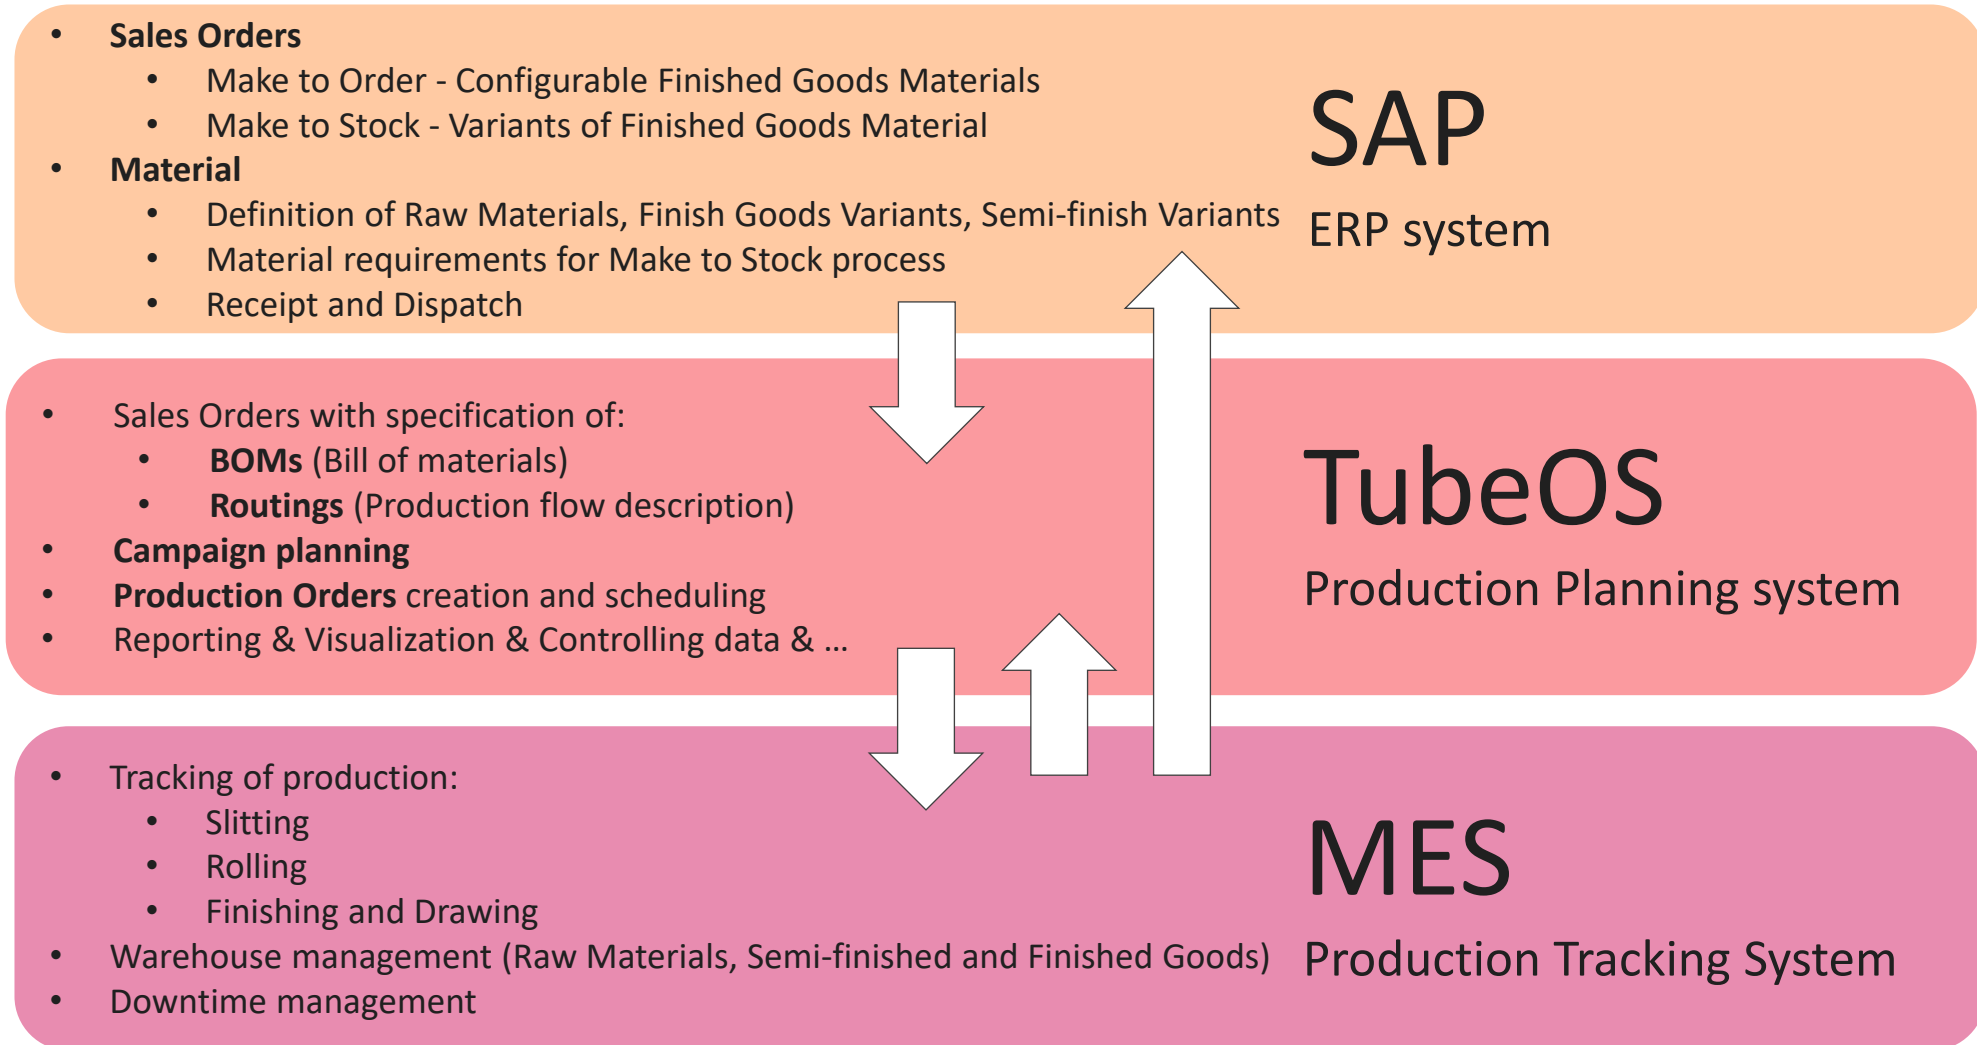 • Sales Orders
• Make to Order - Configurable Finished Goods Materials
• Make to Stock - Variants of Finished Goods Material
• Material
• Definition of Raw Materials, Finish Goods Variants, Semi-finish Variants
• Material requirements for Make to Stock process
• Receipt and Dispatch
SAP
ERP system
• Sales Orders with specification of:
• BOMs (Bill of materials)
• Routings (Production flow description)
• Campaign planning
• Production Orders creation and scheduling
• Reporting & Visualization & Controlling data & ...
TubeOS
Production Planning system
• Tracking of production:
• Slitting
• Rolling
• Finishing and Drawing
• Warehouse management (Raw Materials, Semi-finished and Finished Goods)
• Downtime management
MES
Production Tracking System